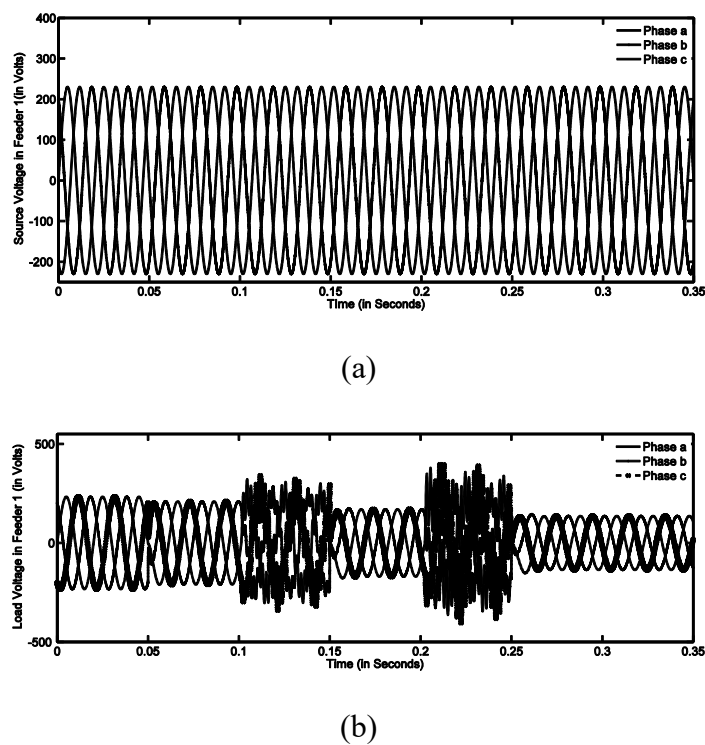 400
Phase a
300
Phase b
Phase c
200
100
0
-100
-200
Source Voltage in Feeder 1(in Volts)
0 0.05 0.1 0.15 0.2 0.25 0.3 0.35
Time (in Seconds)
(a)
500
Phase a
Phase b
Phase c
0
-500
Load Voltage in Feeder 1 (in Volts)
0 0.05 0.1 0.15 0.2 0.25 0.3 0.35
Time (in Seconds)
(b)